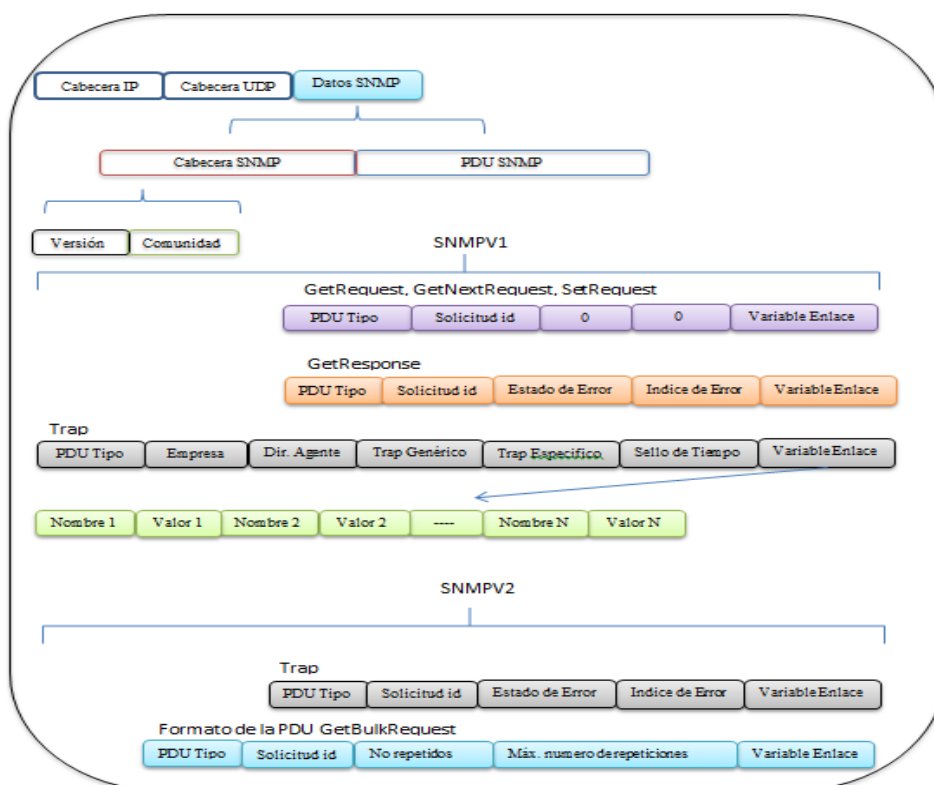 Cabecera IP Cabecera UDP Datos SNMP
Cabecera SNMP PDU SNMP
Versión Comunidad
SNMPV1
GetRequest, GetNextRequest, SetRequest
PDU Tipo Solicitud id 0 0 Variable Enlace
GetResponse
PDU Tipo Solicitud id Estado de Error Indice de Error Variable Enlace
Trap
PDU Tipo Empresa Dir. Agente Trap Genérico Trap Especifico. Sello de Tiempo Variable Enlace
Nombre 1 Valor 1 Nombre 2 Valor 2 ---- Nombre N Valor N
SNMPV2
Trap
PDU Tipo Solicitud id Estado de Error Indice de Error Variable Enlace
Formato de la PDU GetBulkRequest
PDU Tipo Solicitud id No repetidos Máx. numero de repeticiones Variable Enlace